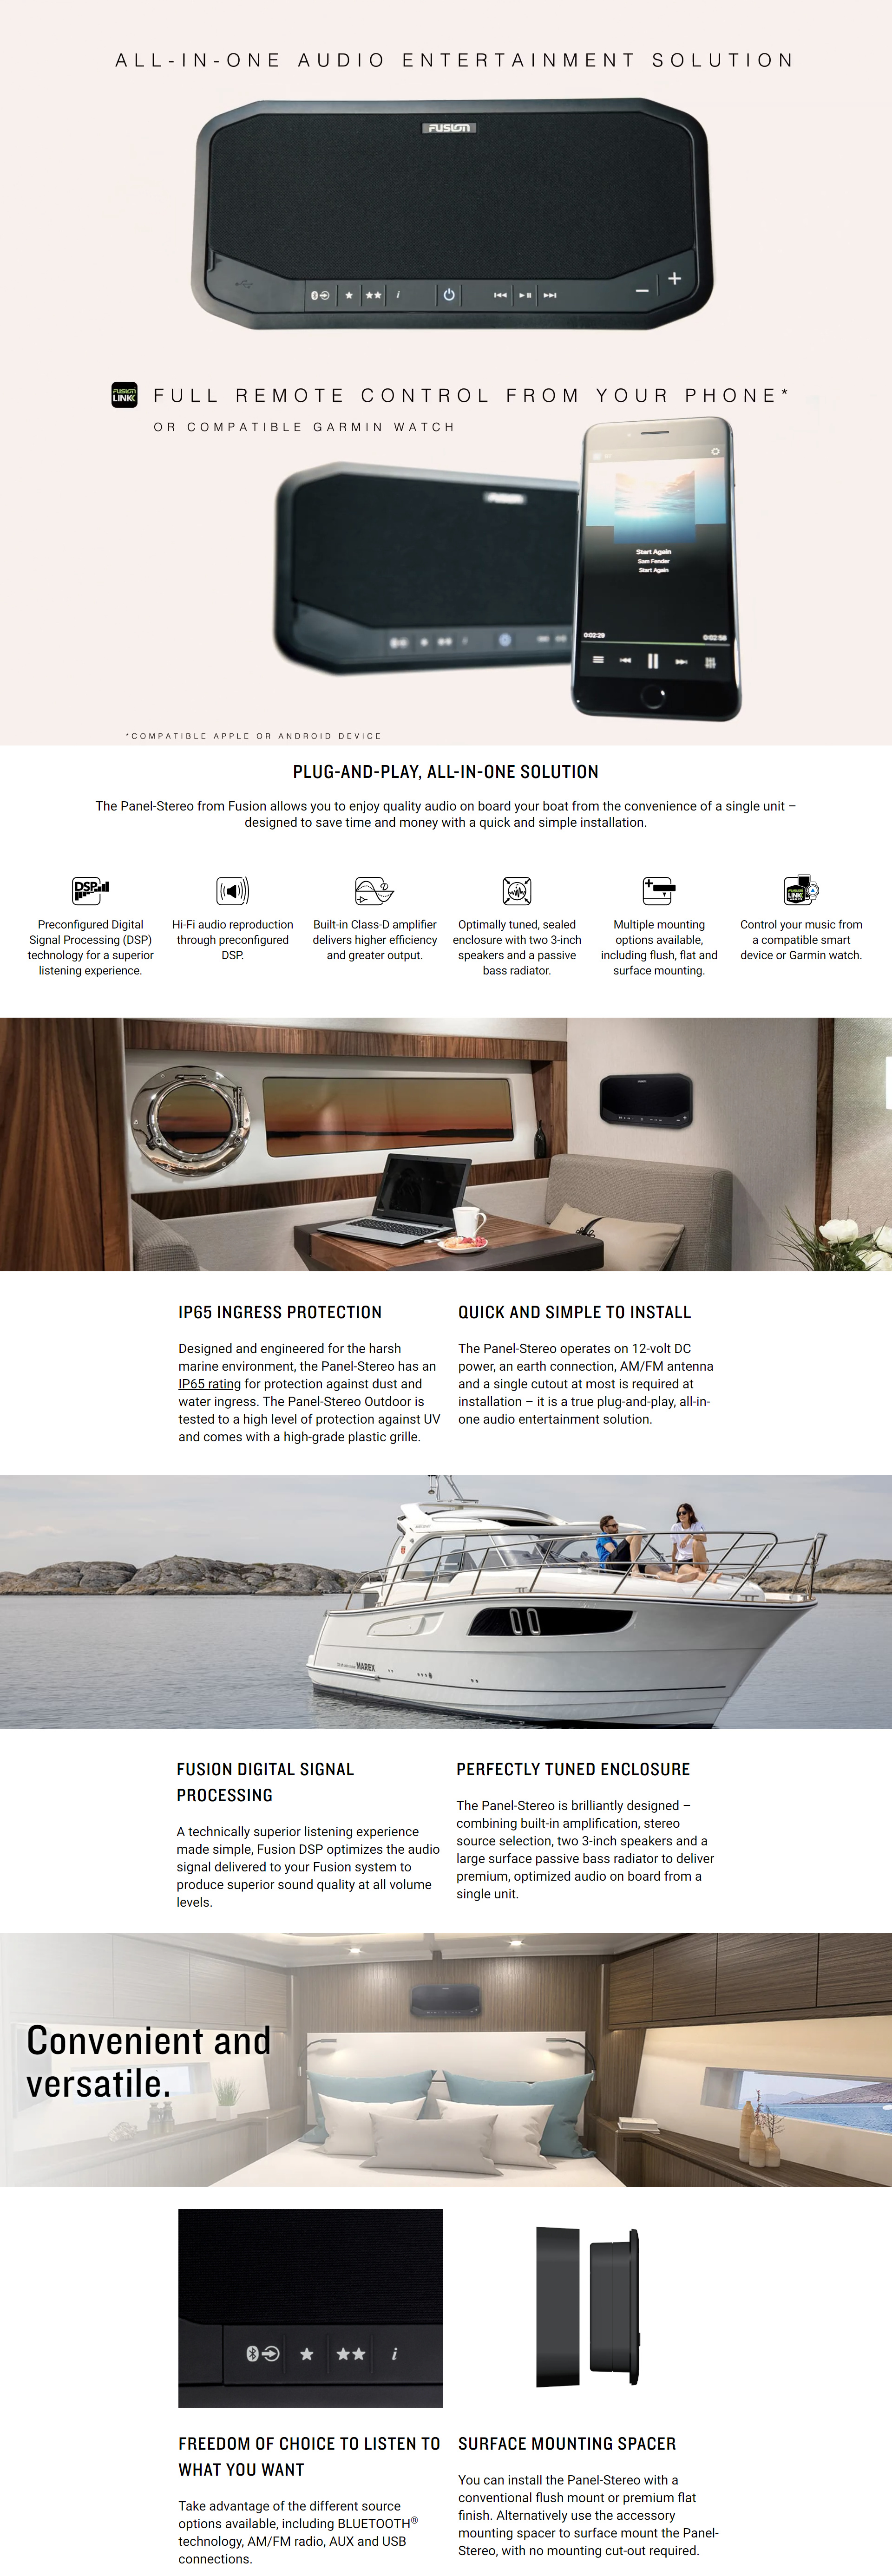 ALL-IN-ONE AUDIO ENTERTAINMENT SOLUTION
FUSION
i
FUSION
LINK
FULL REMOTE CONTROL FROM YOUR PHONE*
OR COMPATIBLE GARMIN WATCH
FUSION
Start Again
Sam Fender
Start Again
0:02:29
0:02:58
*COMPATIBLE APPLE OR ANDROID DEVICE
PLUG-AND-PLAY, ALL-IN-ONE SOLUTION
The Panel-Stereo from Fusion allows you to enjoy quality audio on board your boat from the convenience of a single unit –
designed to save time and money with a quick and simple installation.
DSP
Preconfigured Digital
Signal Processing (DSP)
technology for a superior
listening experience.
Hi-Fi audio reproduction
through preconfigured
DSP.
Built-in Class-D amplifier
delivers higher efficiency
and greater output.
Optimally tuned, sealed
enclosure with two 3-inch
speakers and a passive
bass radiator.
Multiple mounting
options available,
including flush, flat and
surface mounting.
LINK
Control your music from
a compatible smart
device or Garmin watch.
IP65 INGRESS PROTECTION
Designed and engineered for the harsh
marine environment, the Panel-Stereo has an
IP65 rating for protection against dust and
water ingress. The Panel-Stereo Outdoor is
tested to a high level of protection against UV
and comes with a high-grade plastic grille.
QUICK AND SIMPLE TO INSTALL
The Panel-Stereo operates on 12-volt DC
power, an earth connection, AM/FM antenna
and a single cutout at most is required at
installation – it is a true plug-and-play, all-in-
one audio entertainment solution.
MAREX
FUSION DIGITAL SIGNAL
PROCESSING
A technically superior listening experience
made simple, Fusion DSP optimizes the audio
signal delivered to your Fusion system to
produce superior sound quality at all volume
levels.
PERFECTLY TUNED ENCLOSURE
The Panel-Stereo is brilliantly designed –
combining built-in amplification, stereo
source selection, two 3-inch speakers and a
large surface passive bass radiator to deliver
premium, optimized audio on board from a
single unit.
Convenient and
versatile.
i
FREEDOM OF CHOICE TO LISTEN TO
WHAT YOU WANT
Take advantage of the different source
options available, including BLUETOOTH®
technology, AM/FM radio, AUX and USB
connections.
SURFACE MOUNTING SPACER
You can install the Panel-Stereo with a
conventional flush mount or premium flat
finish. Alternatively use the accessory
mounting spacer to surface mount the Panel-
Stereo, with no mounting cut-out required.